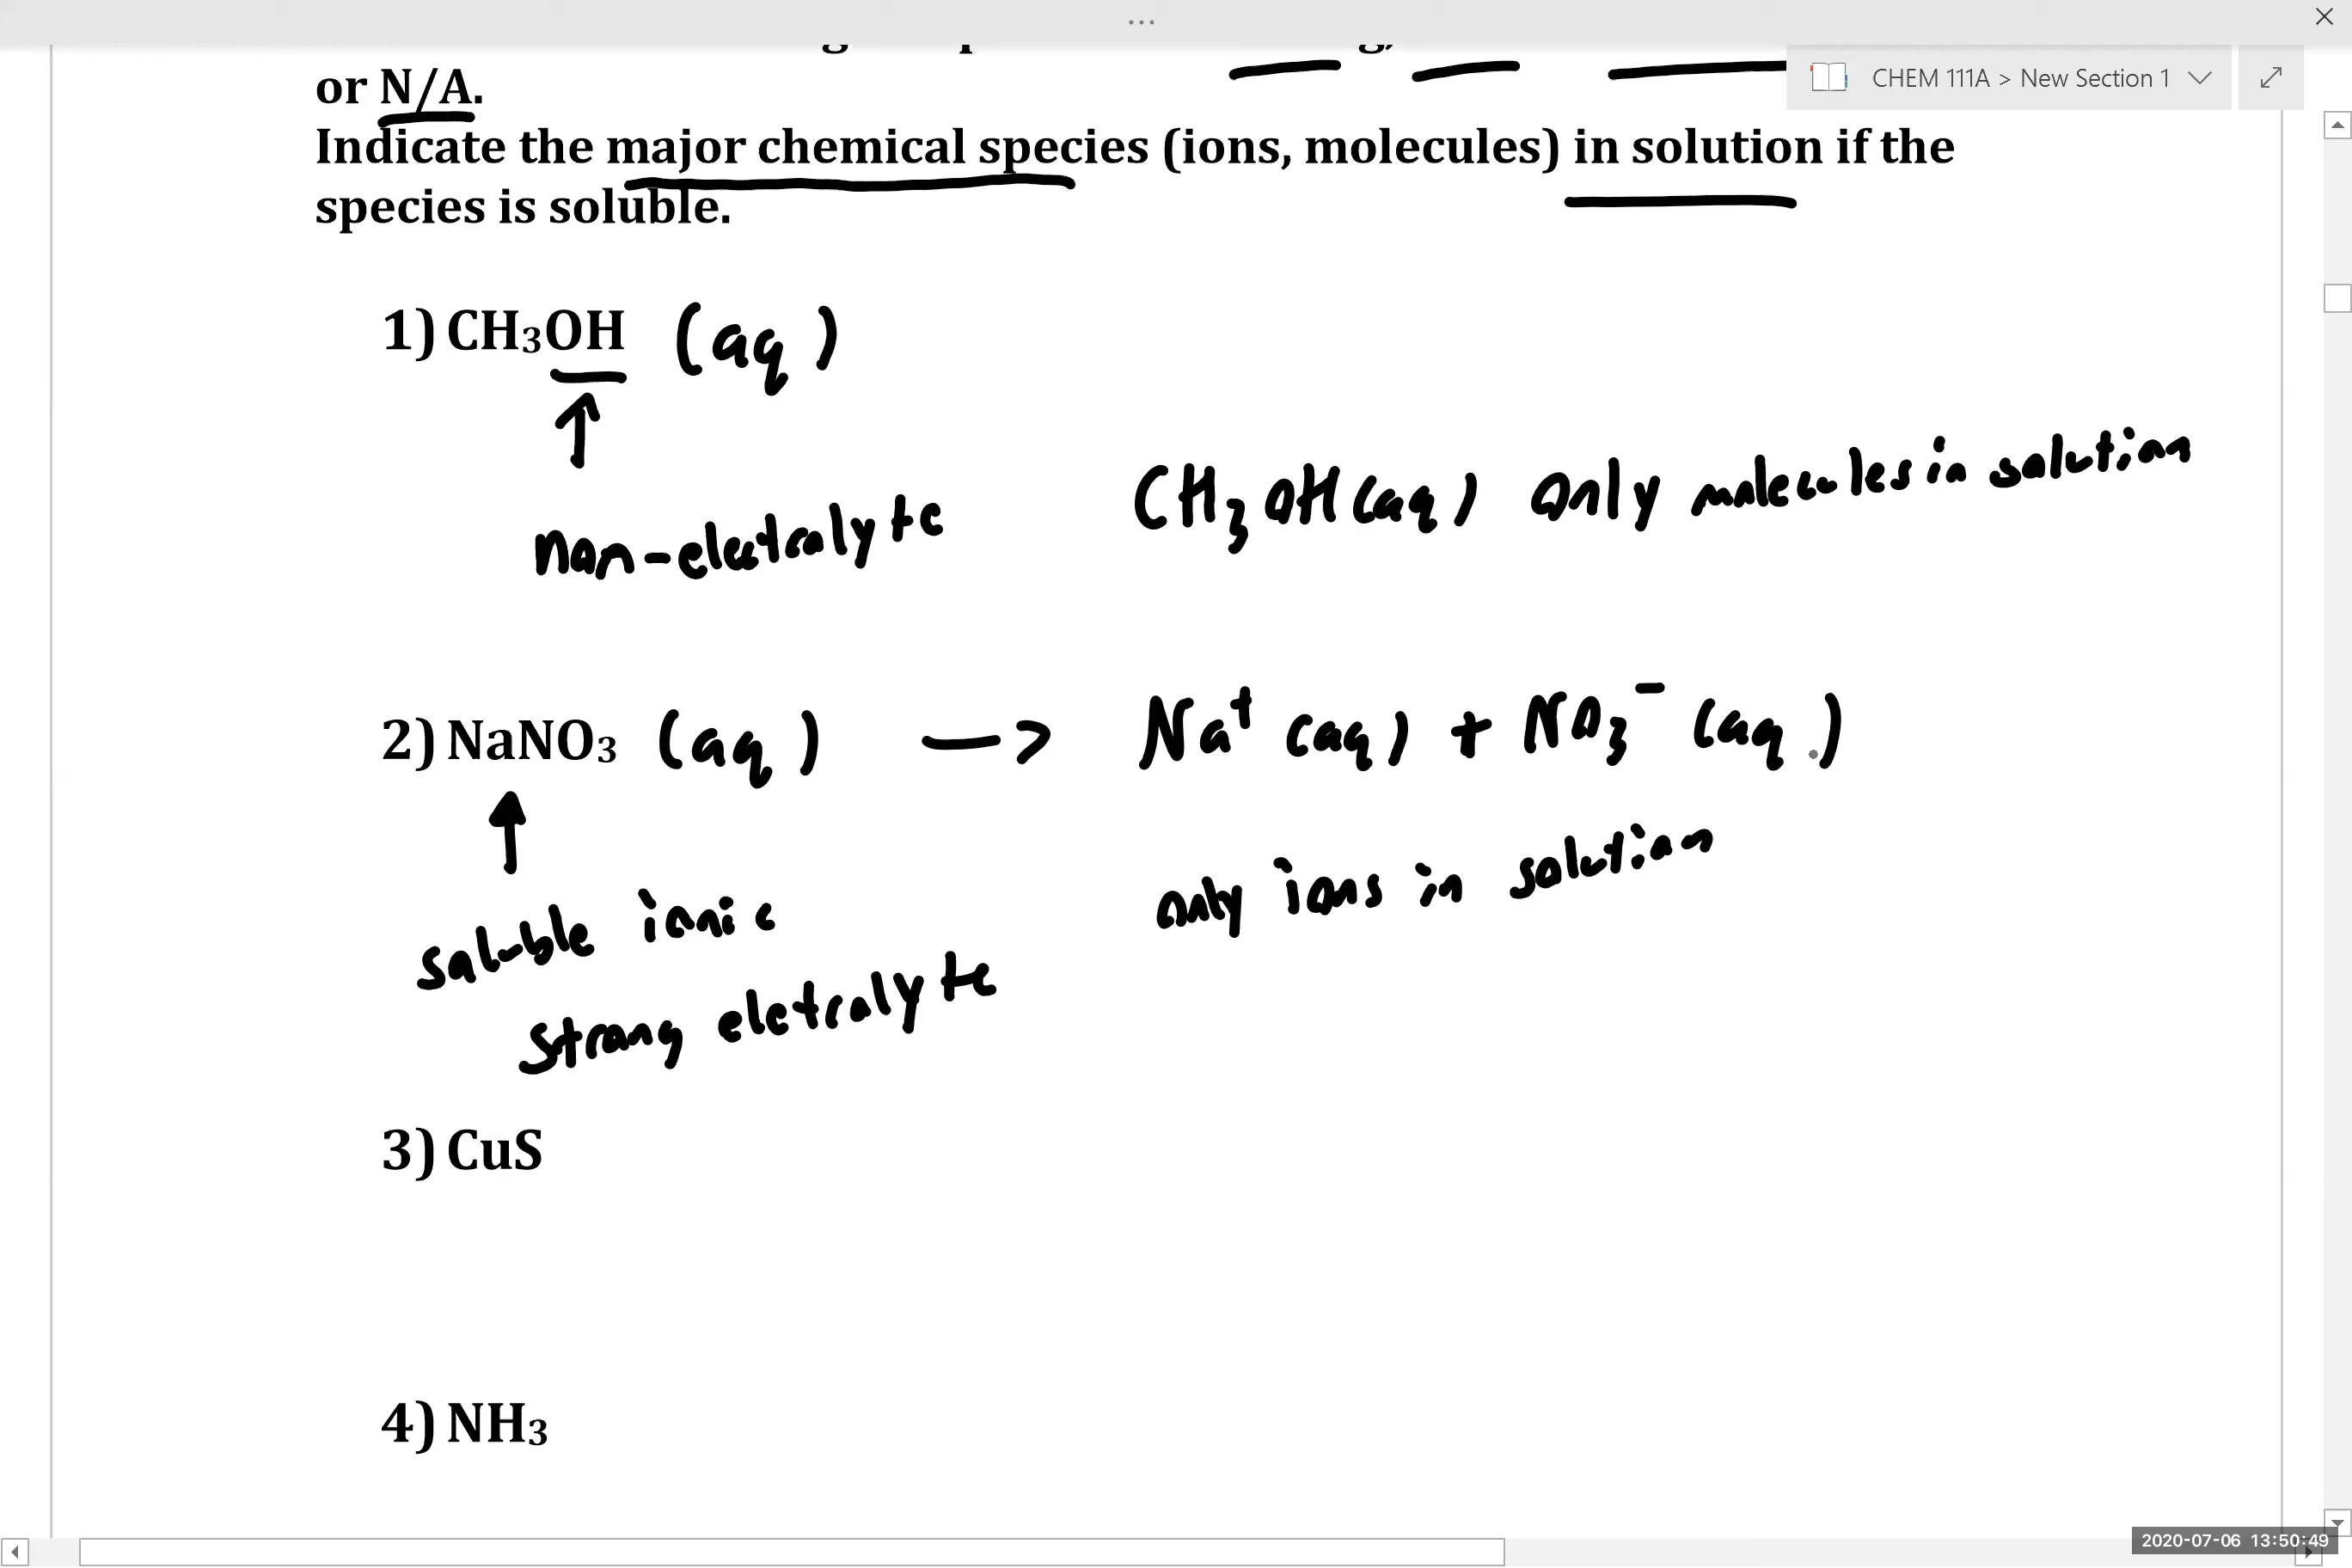 CHEM 111A > New Section 1
or N/A.
Indicate the major chemical species (ions, molecules) in solution if the
species is soluble.
1) CH₃OH (aq)
CH₃OH(aq) only molecules in solution
non-eletrolyte
2) NaNO₃ (aq) —> Na⁺ (aq) + NO₃⁻ (aq)
only ions in solution
soluble ionic
strong eletrolyte
3) CuS
4) NH₃
2020-07-06 13:50:49